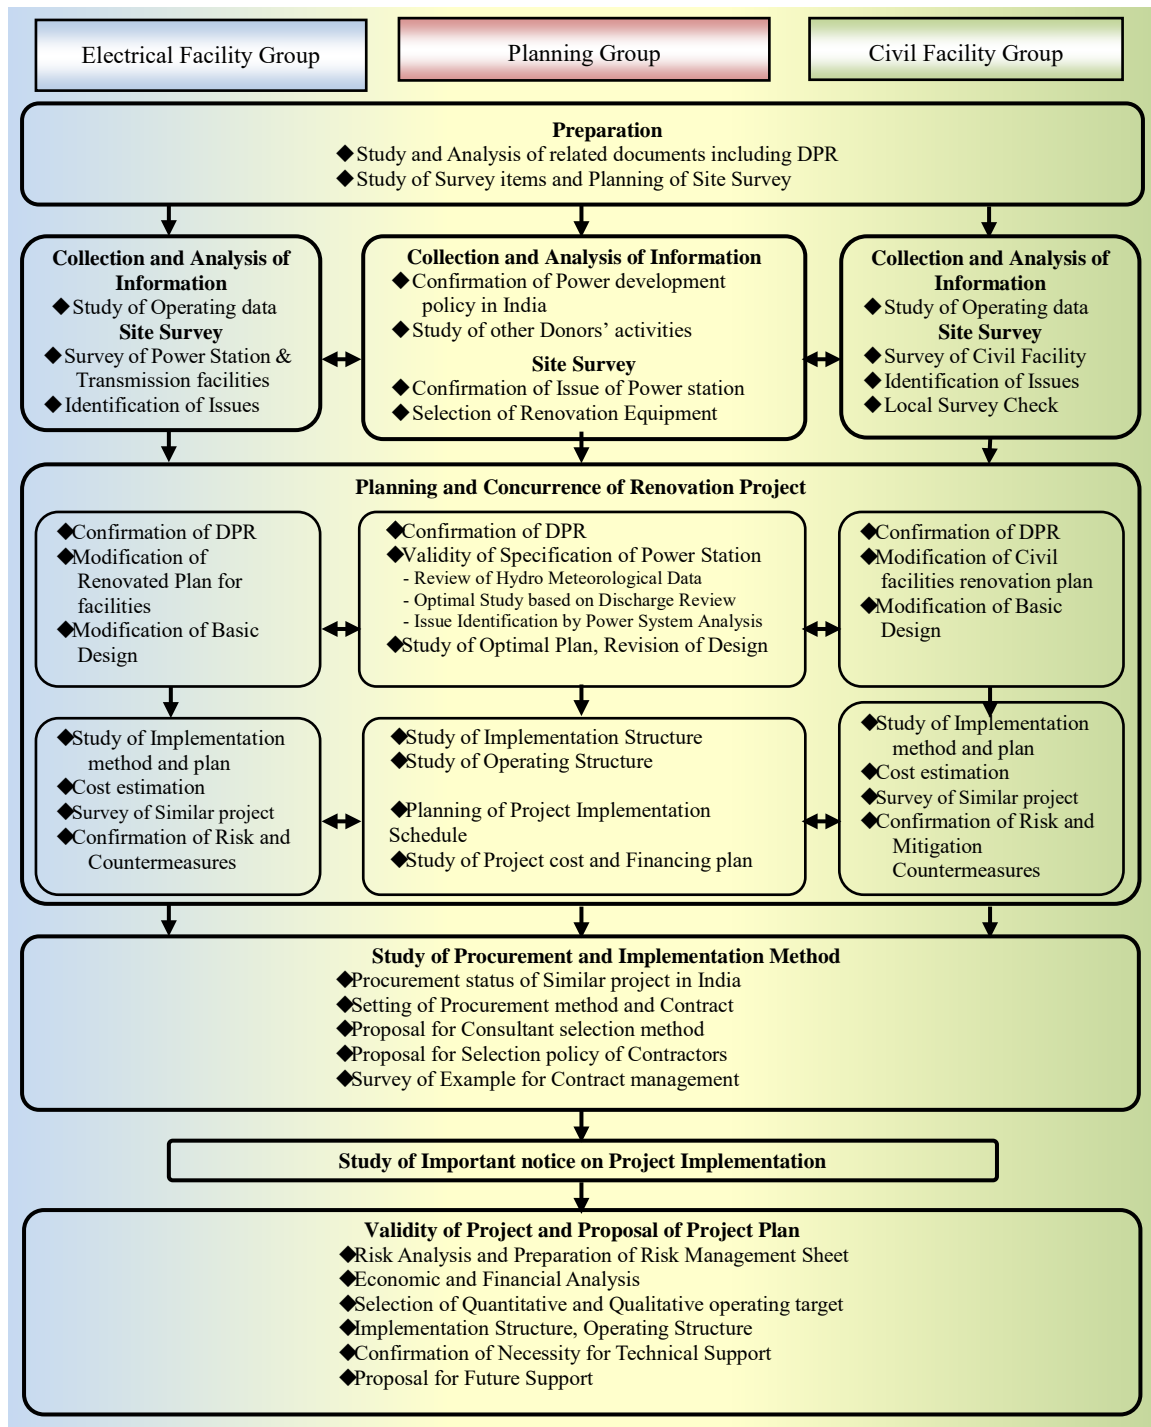 Electrical Facility Group
Planning Group
Civil Facility Group
Preparation
◆Study and Analysis of related documents including DPR
◆Study of Survey items and Planning of Site Survey
Collection and Analysis of
Information
◆Study of Operating data
Site Survey
◆Survey of Power Station &
Transmission facilities
◆Identification of Issues
Collection and Analysis of Information
◆Confirmation of Power development
policy in India
◆Study of other Donors' activities
Site Survey
◆Confirmation of Issue of Power station
◆Selection of Renovation Equipment
Collection and Analysis of
Information
◆Study of Operating data
Site Survey
◆Survey of Civil Facility
◆Identification of Issues
◆Local Survey Check
Planning and Concurrence of Renovation Project
◆Confirmation of DPR
◆Modification of
Renovated Plan for
facilities
◆Modification of Basic
Design
◆Confirmation of DPR
◆Validity of Specification of Power Station
- Review of Hydro Meteorological Data
- Optimal Study based on Discharge Review
- Issue Identification by Power System Analysis
◆Study of Optimal Plan, Revision of Design
◆Confirmation of DPR
◆Modification of Civil
facilities renovation plan
◆Modification of Basic
Design
◆Study of Implementation
method and plan
◆Cost estimation
◆Survey of Similar project
◆Confirmation of Risk and
Countermeasures
◆Study of Implementation Structure
◆Study of Operating Structure
◆Planning of Project Implementation
Schedule
◆Study of Project cost and Financing plan
◆Study of Implementation
method and plan
◆Cost estimation
◆Survey of Similar project
◆Confirmation of Risk and
Mitigation
Countermeasures
Study of Procurement and Implementation Method
◆Procurement status of Similar project in India
◆Setting of Procurement method and Contract
◆Proposal for Consultant selection method
◆Proposal for Selection policy of Contractors
◆Survey of Example for Contract management
Study of Important notice on Project Implementation
Validity of Project and Proposal of Project Plan
◆Risk Analysis and Preparation of Risk Management Sheet
◆Economic and Financial Analysis
◆Selection of Quantitative and Qualitative operating target
◆Implementation Structure, Operating Structure
◆Confirmation of Necessity for Technical Support
◆Proposal for Future Support